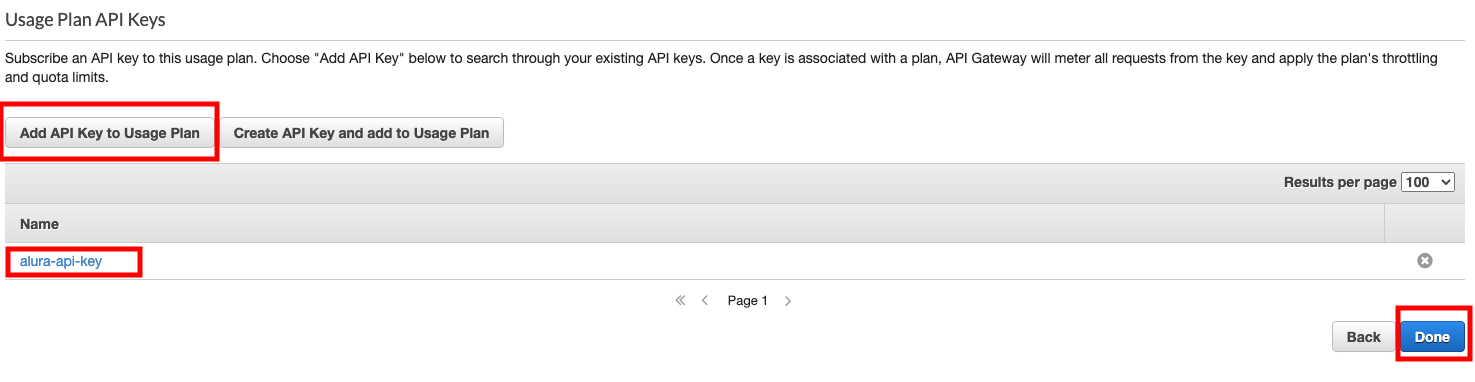 Usage Plan API Keys
Subscribe an API key to this usage plan. Choose "Add API Key" below to search through your existing API keys. Once a key is associated with a plan, API Gateway will meter all requests from the key and apply the plan's throttling
and quota limits.
Add API Key to Usage Plan Create API Key and add to Usage Plan
Results per page 100
Name
alura-api-key
Page 1
Back Done